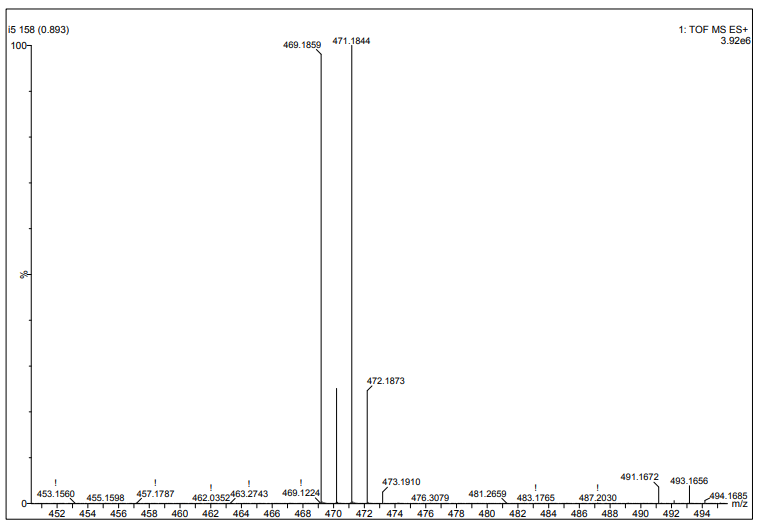 i5 158 (0.893)
1: TOF MS ES+
3.92e6
100
%
0
469.1859
471.1844
472.1873
473.1910
491.1672
493.1656
494.1685
! ! ! ! ! ! !
453.1560 455.1598 457.1787 462.0352 463.2743 469.1224 476.3079 481.2659 483.1765 487.2030
m/z
452 454 456 458 460 462 464 466 468 470 472 474 476 478 480 482 484 486 488 490 492 494